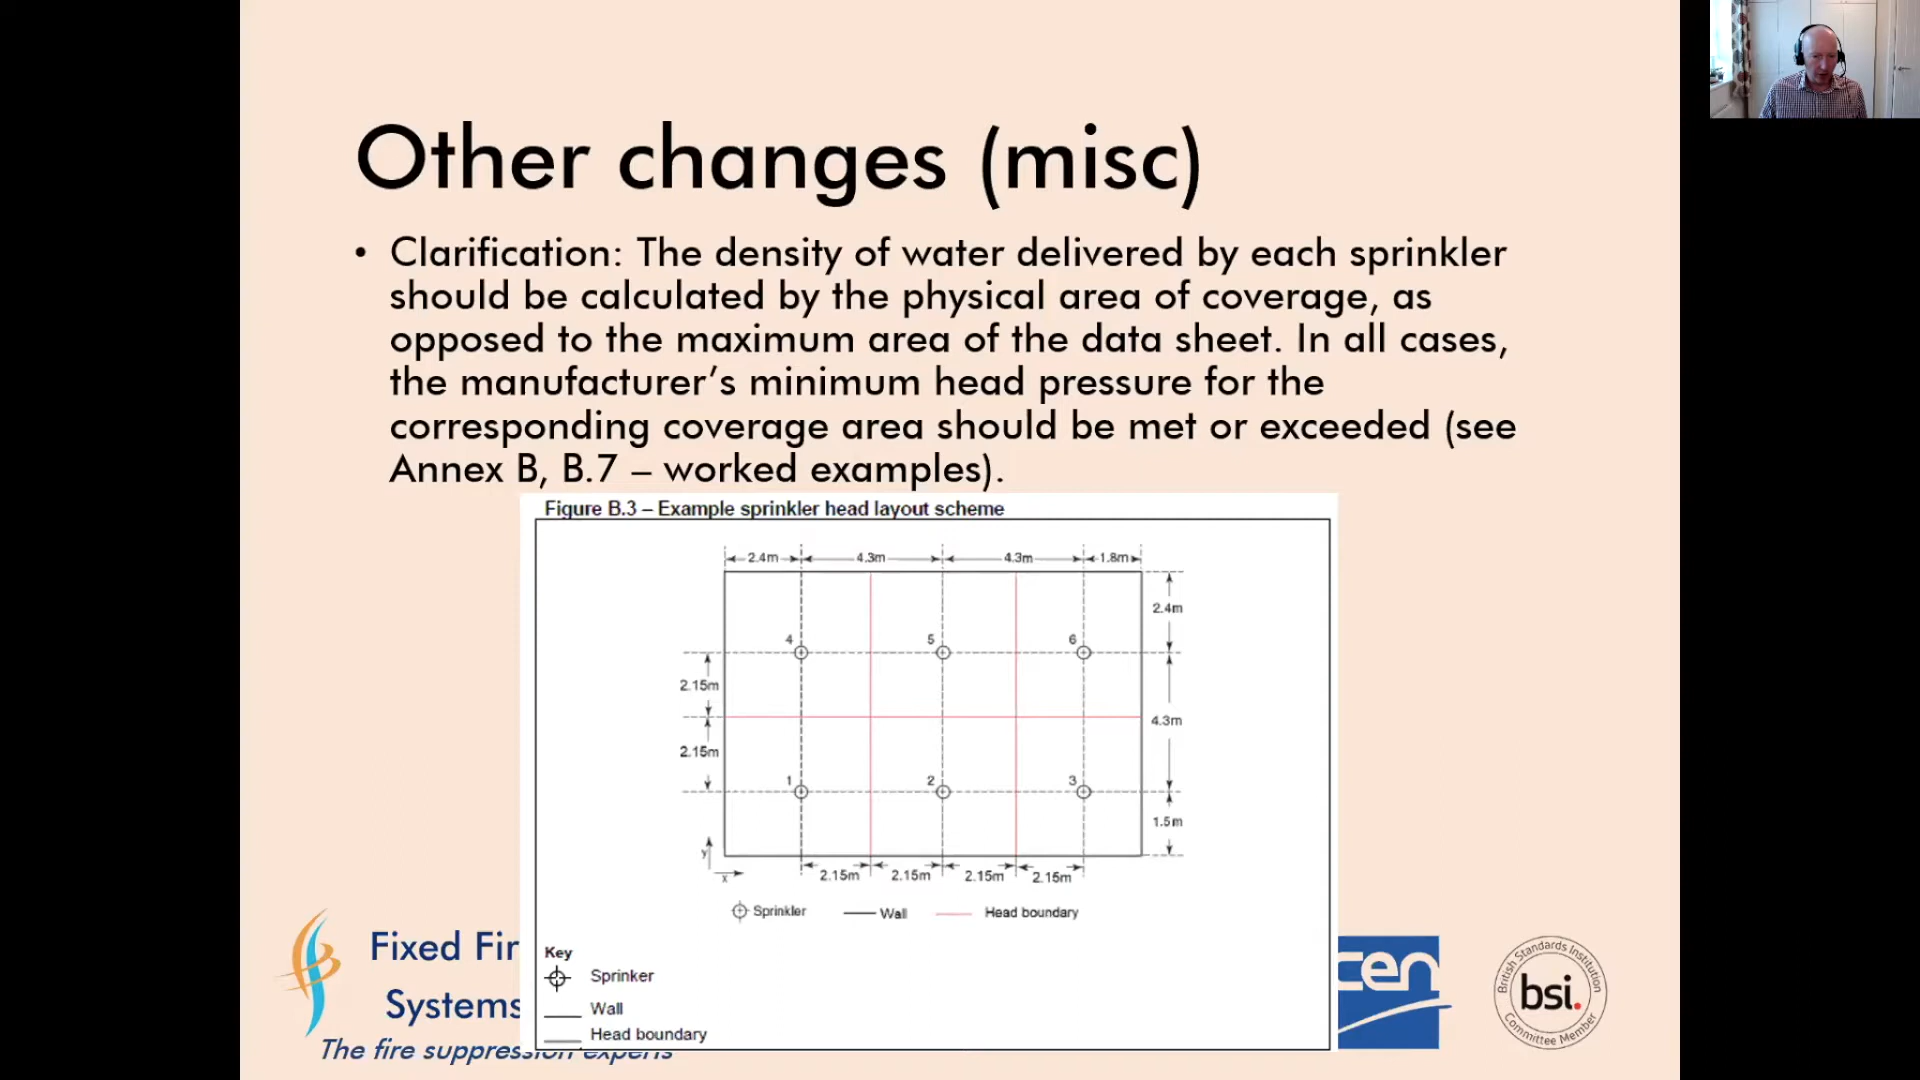 Other changes (misc)
• Clarification: The density of water delivered by each sprinkler
should be calculated by the physical area of coverage, as
opposed to the maximum area of the data sheet. In all cases,
the manufacturer’s minimum head pressure for the
corresponding coverage area should be met or exceeded (see
Annex B, B.7 – worked examples).
Figure B.3 – Example sprinkler head layout scheme
2.4m 4.3m 4.3m 1.8m
2.4m
4 5 6
2.15m
4.3m
2.15m
1 2 3
1.5m
y
x
2.15m 2.15m 2.15m 2.15m
Sprinkler Wall Head boundary
Key
Sprinker
Wall
Head boundary
Fixed Fir
Systems
The fire suppression experts
cen
British Standards Institution
bsi.
Committee Member